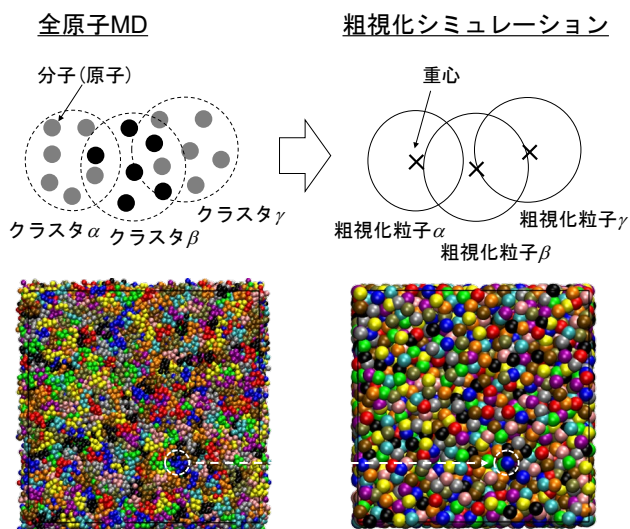 全原子MD
粗視化シミュレーション
分子(原子)
重心
クラスタα
クラスタβ
クラスタγ
粗視化粒子α
粗視化粒子β
粗視化粒子γ